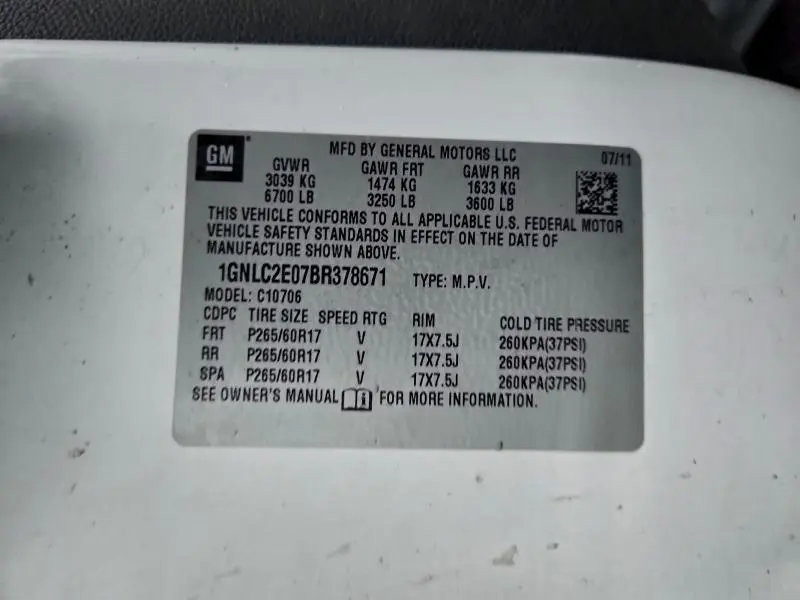 GM
MFD BY GENERAL MOTORS LLC 07/11
GVWR GAWR FRT GAWR RR
3039 KG 1474 KG 1633 KG
6700 LB 3250 LB 3600 LB
THIS VEHICLE CONFORMS TO ALL APPLICABLE U.S. FEDERAL MOTOR
VEHICLE SAFETY STANDARDS IN EFFECT ON THE DATE OF
MANUFACTURE SHOWN ABOVE.
1GNLC2E07BR378671 TYPE: M.P.V.
MODEL: C10706
CDPC TIRE SIZE SPEED RTG RIM COLD TIRE PRESSURE
FRT P265/60R17 V 17X7.5J 260KPA(37PSI)
RR P265/60R17 V 17X7.5J 260KPA(37PSI)
SPA P265/60R17 V 17X7.5J 260KPA(37PSI)
SEE OWNER'S MANUAL FOR MORE INFORMATION.